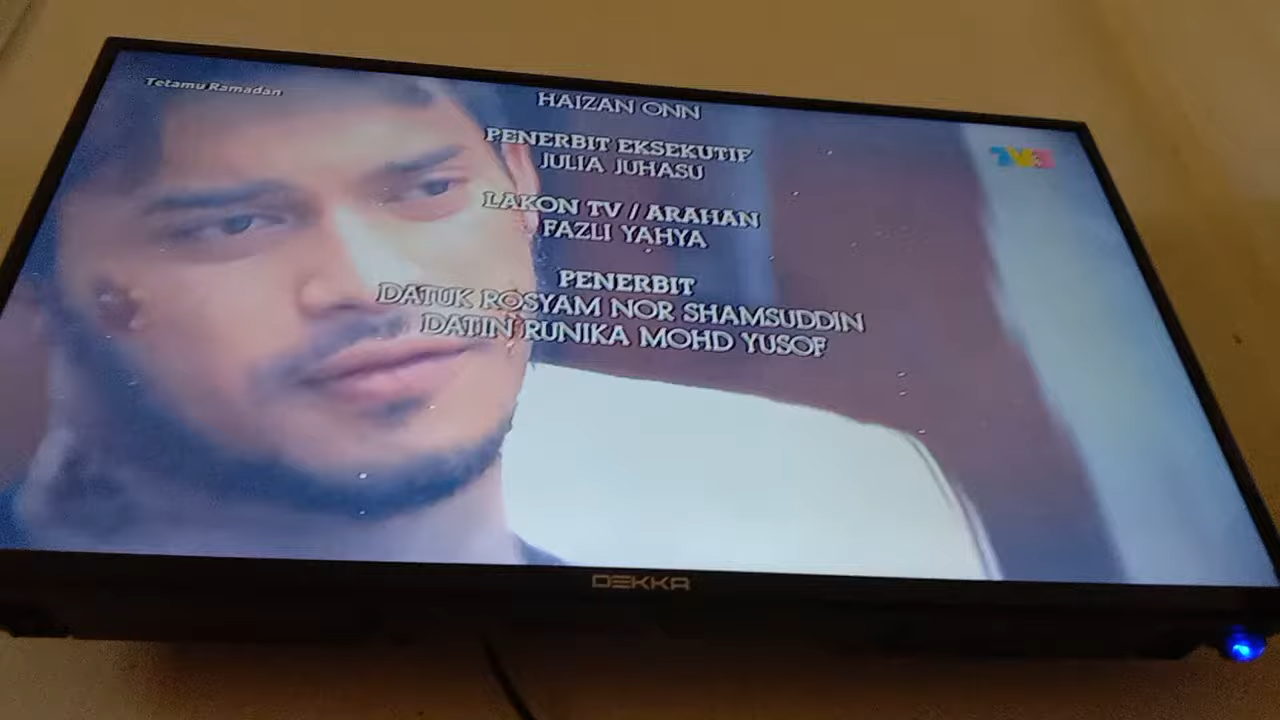 Tetamu Ramadan
HAIZAN ONN
TV3
PENERBIT EKSEKUTIF
JULIA JUHASU
LAKON TV / ARAHAN
FAZLI YAHYA
PENERBIT
DATUK ROSYAM NOR SHAMSUDDIN
DATIN RUNIKA MOHD YUSOF
DEKKA